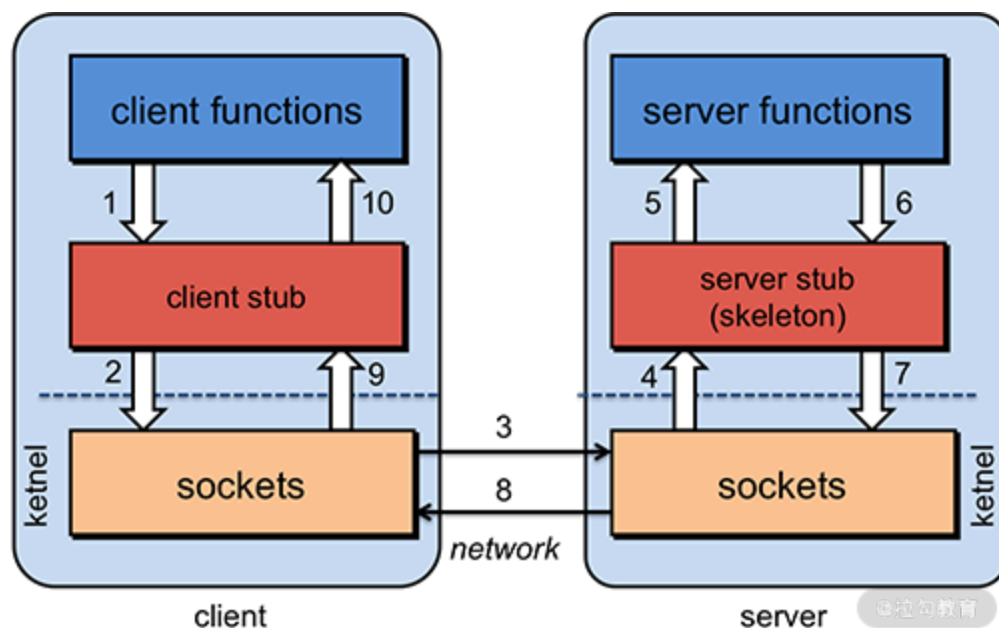 client functions
server functions
1
10
5
6
client stub
server stub
(skeleton)
2
9
4
7
3
ketnel
sockets
8
sockets
ketnel
network
client
server
@拉勾教育